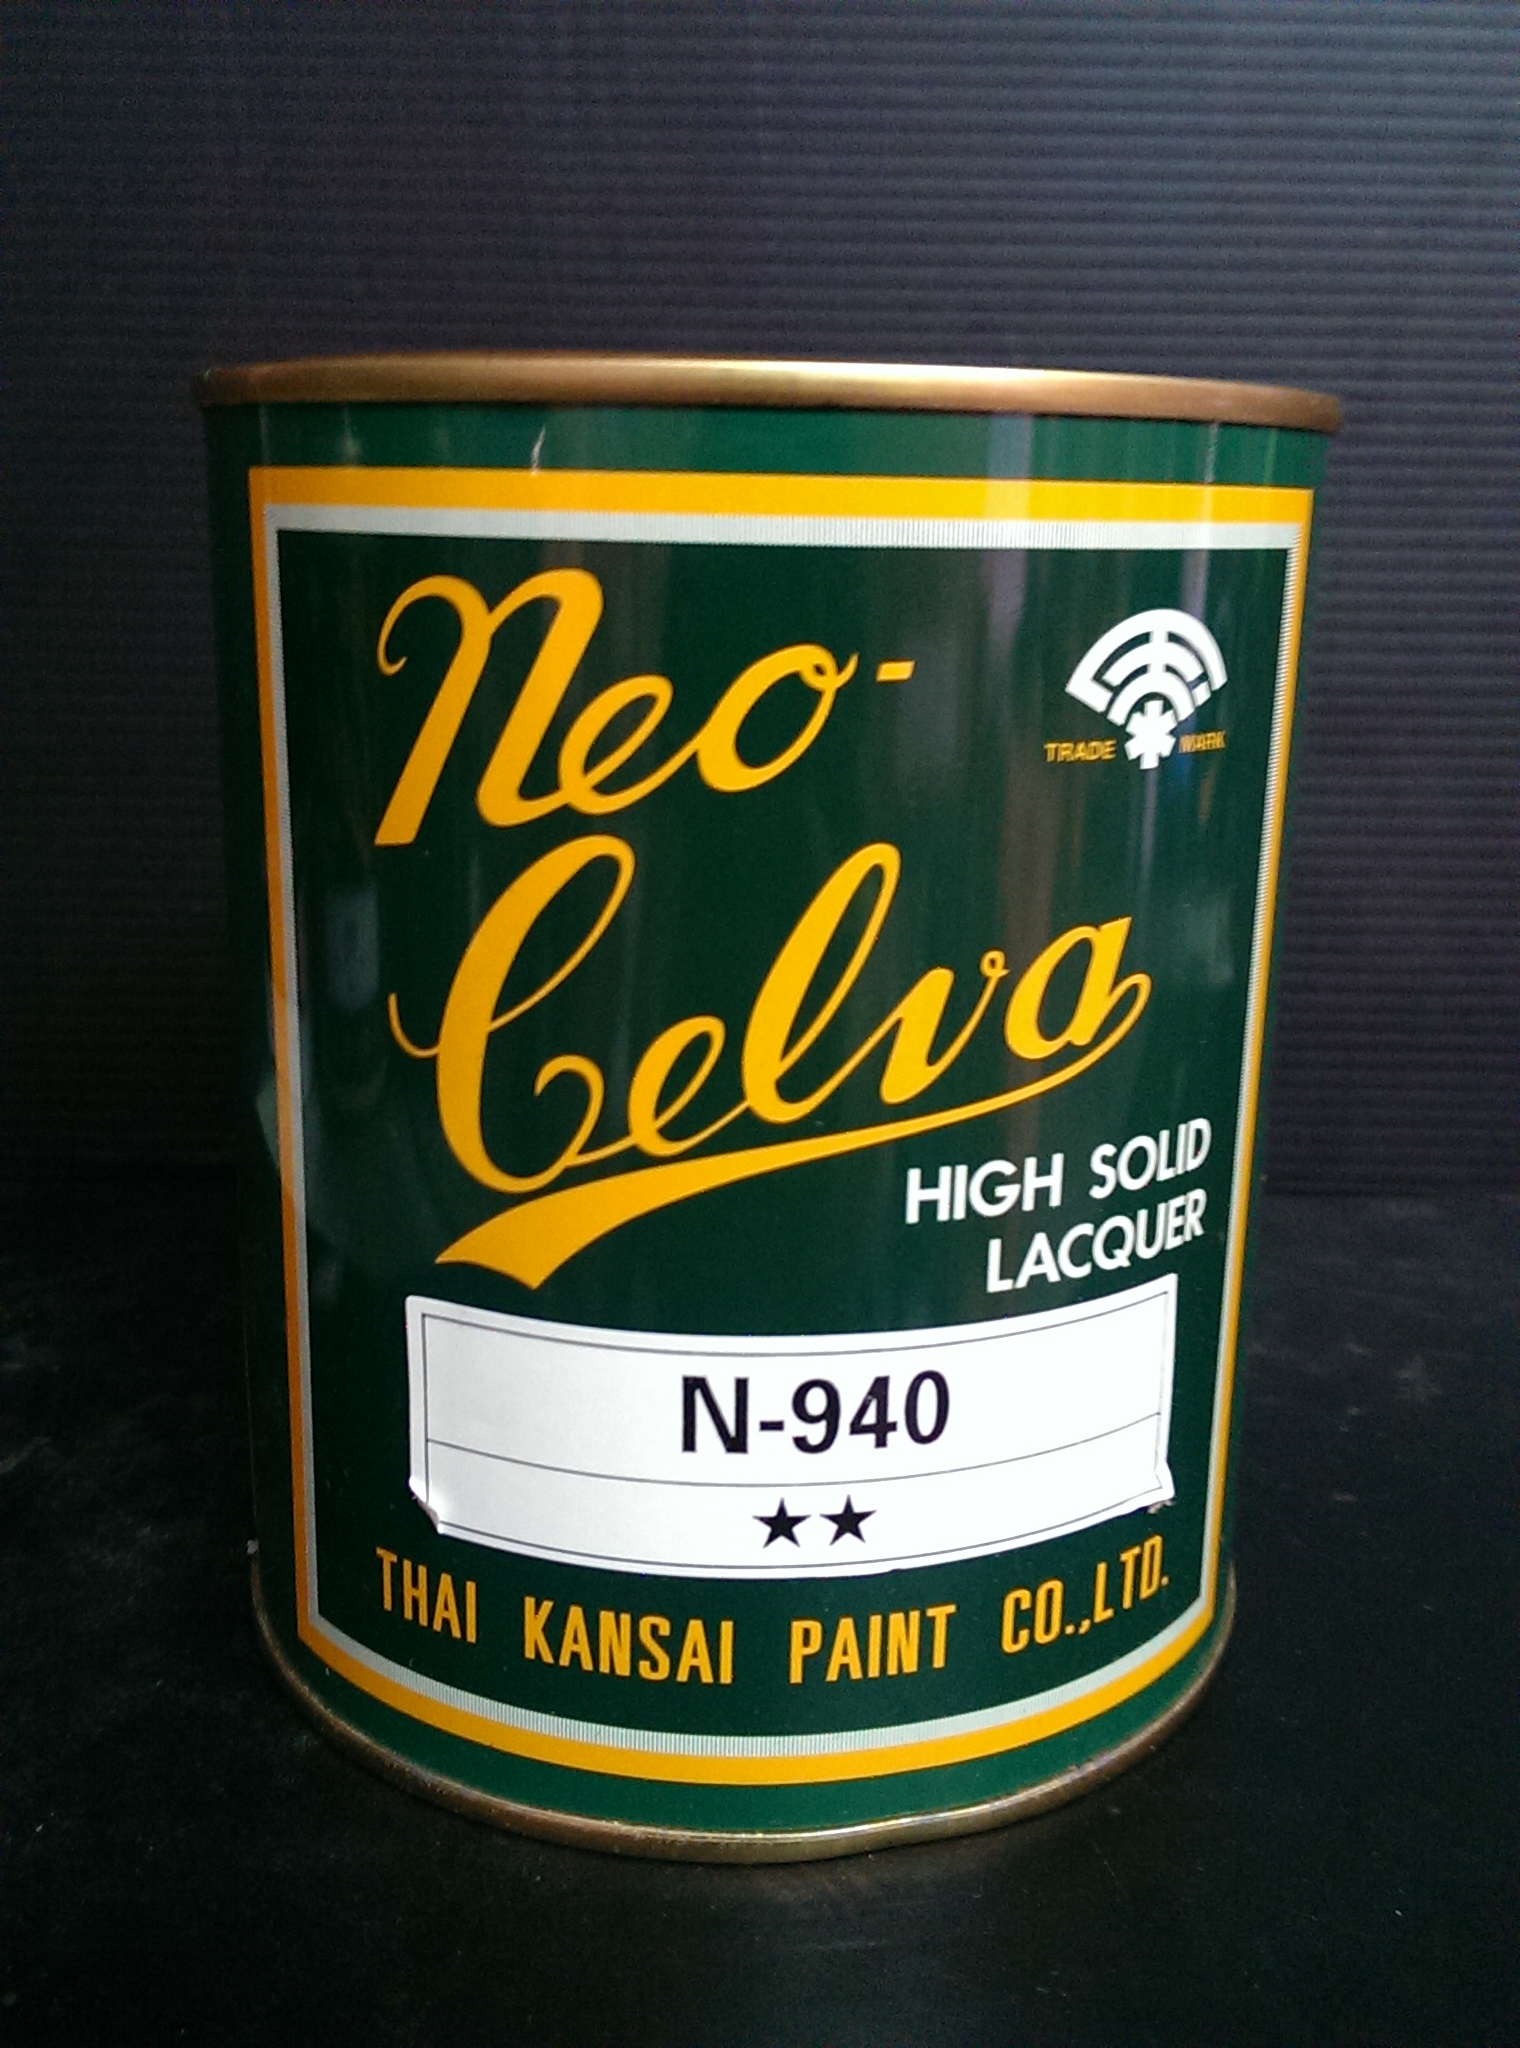 Neo-
Celva
TRADE MARK
HIGH SOLID
LACQUER
N-940
★★
THAI KANSAI PAINT CO.,LTD.